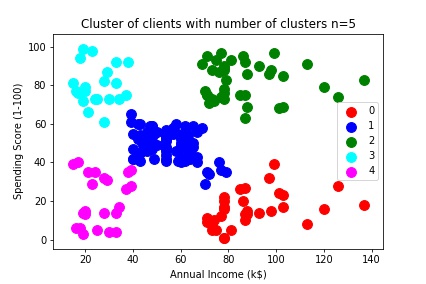 Cluster of clients with number of clusters n=5
Spending Score (1-100)
100
80
60
40
20
0
0
1
2
3
4
20 40 60 80 100 120 140
Annual Income (k$)